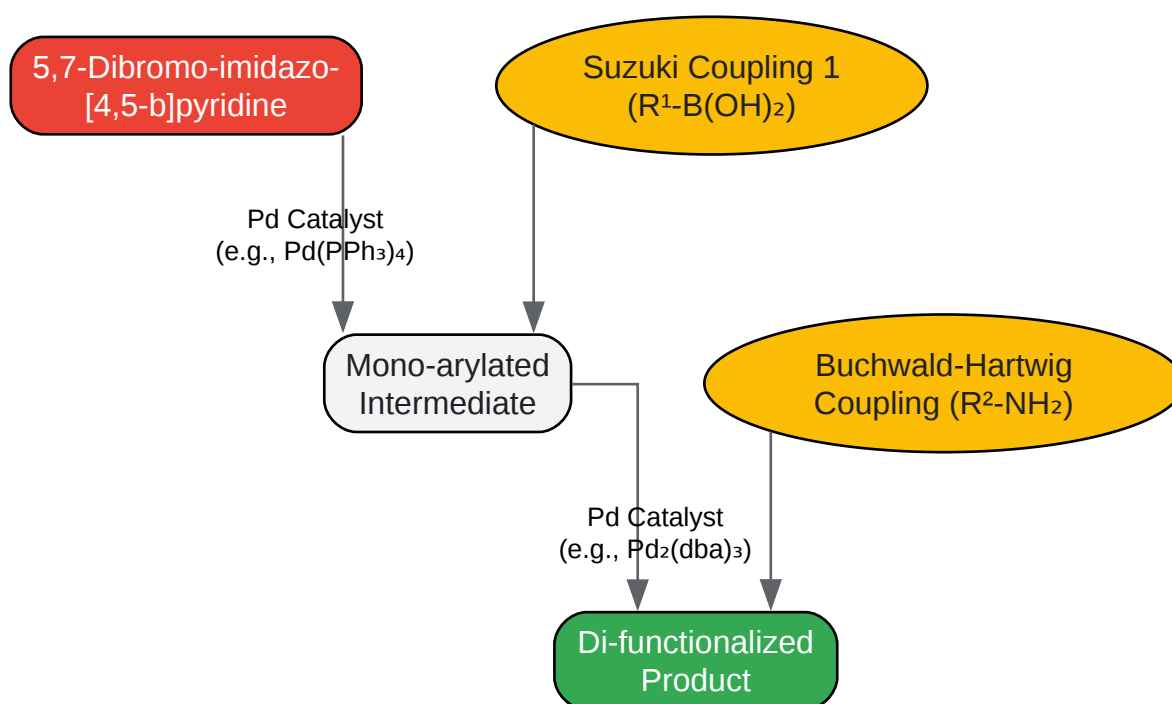 5,7-Dibromo-imidazo-
[4,5-b]pyridine
Suzuki Coupling 1
(R¹-B(OH)₂)
Pd Catalyst
(e.g., Pd(PPh₃)₄)
Mono-arylated
Intermediate
Buchwald-Hartwig
Coupling (R²-NH₂)
Pd Catalyst
(e.g., Pd₂(dba)₃)
Di-functionalized
Product